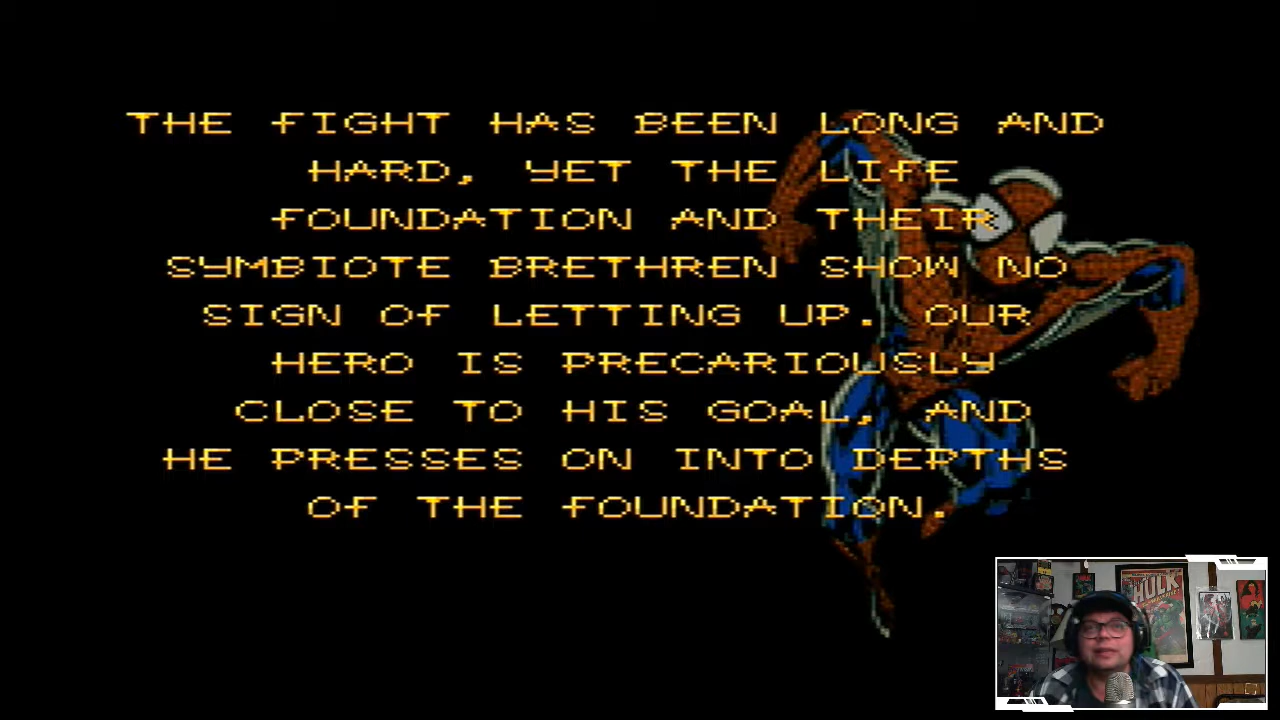 THE FIGHT HAS BEEN LONG AND
HARD, YET THE LIFE
FOUNDATION AND THEIR
SYMBIOTE BRETHREN SHOW NO
SIGN OF LETTING UP. OUR
HERO IS PRECARIOUSLY
CLOSE TO HIS GOAL, AND
HE PRESSES ON INTO DEPTHS
OF THE FOUNDATION.
HULK